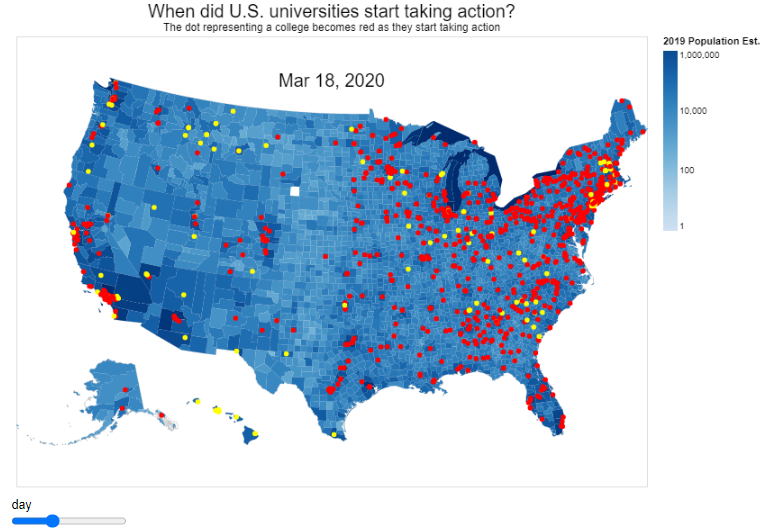 When did U.S. universities start taking action?
The dot representing a college becomes red as they start taking action
Mar 18, 2020
2019 Population Est.
1,000,000
10,000
100
1
day